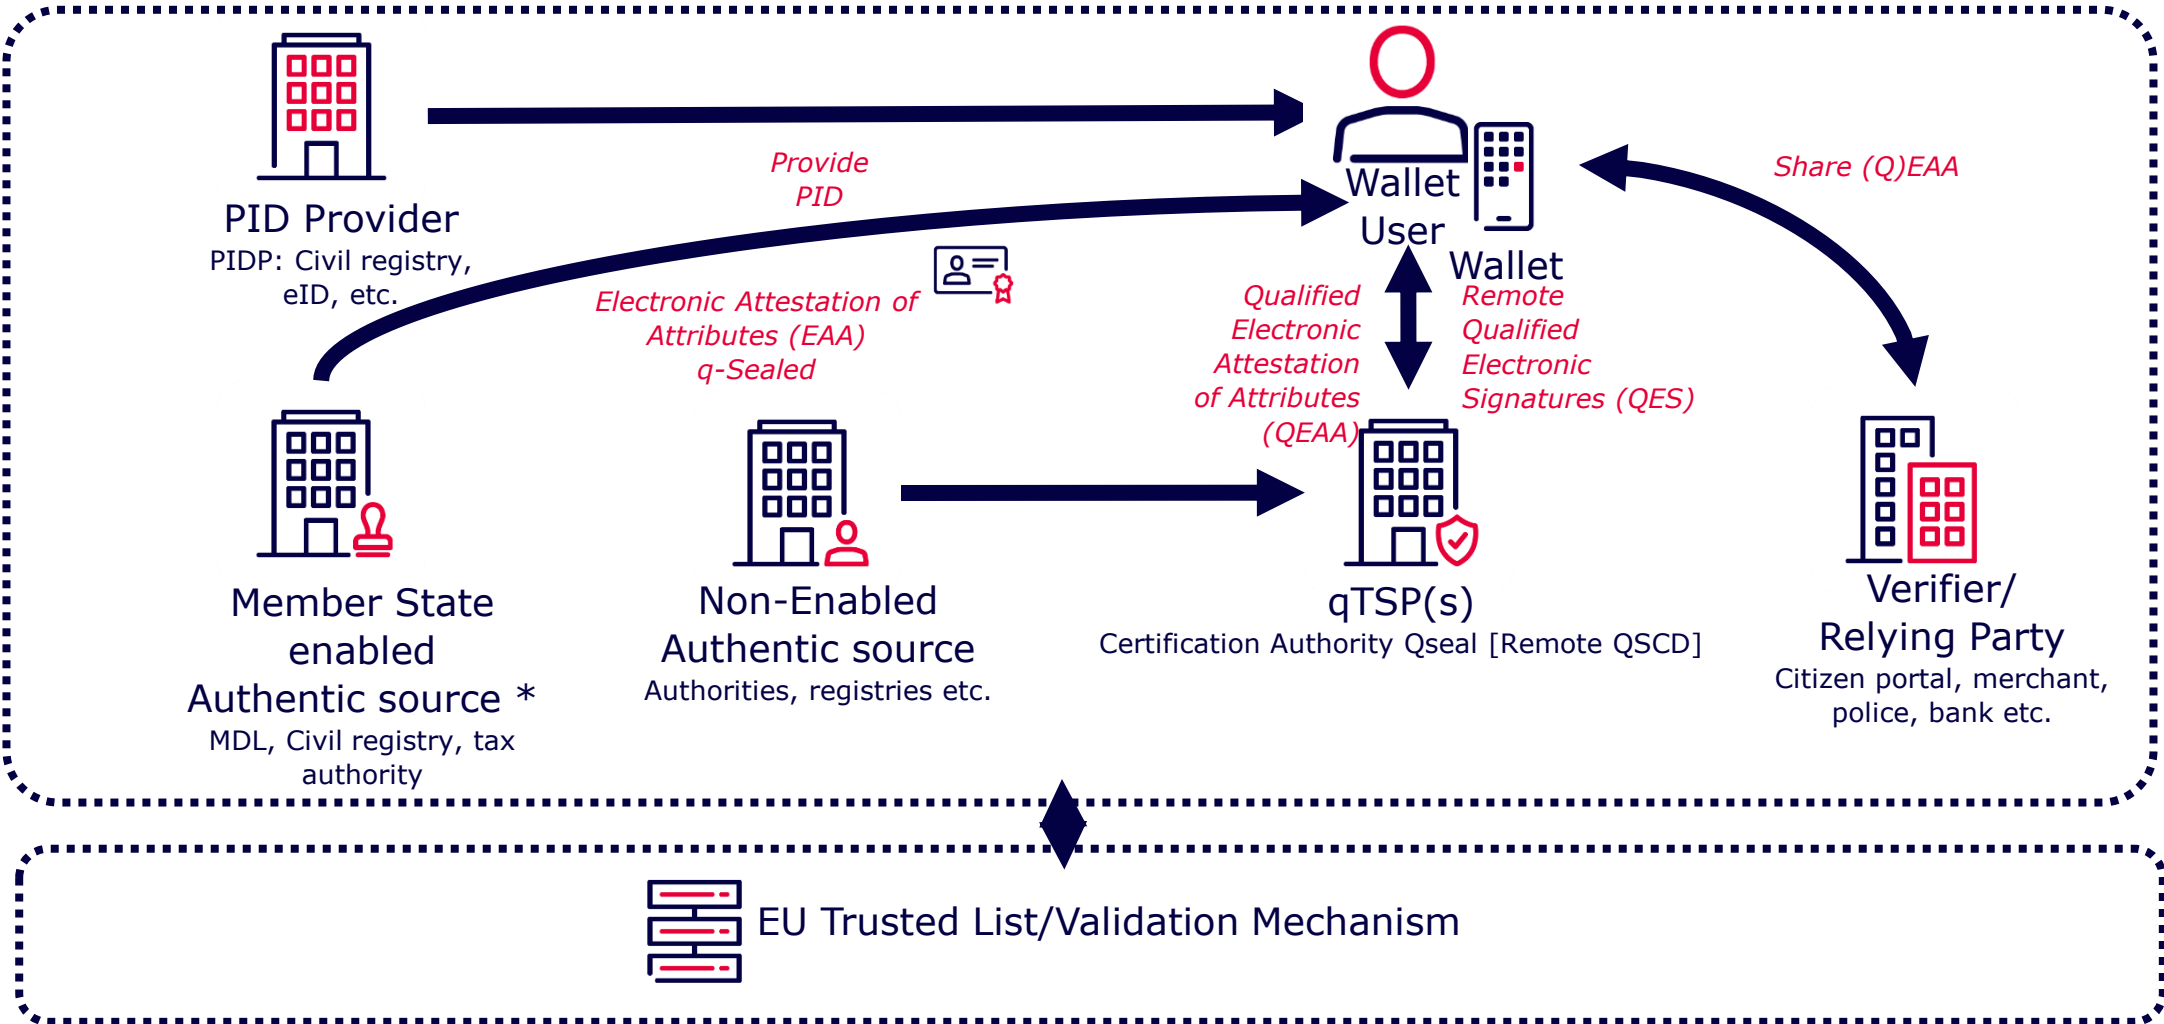 Provide
PID
Share (Q)EAA
Wallet
User
Wallet
PID Provider
PIDP: Civil registry,
eID, etc.
Electronic Attestation of
Attributes (EAA)
q-Sealed
Qualified
Electronic
Attestation
of Attributes
(QEAA)
Remote
Qualified
Electronic
Signatures (QES)
Member State
enabled
Authentic source *
MDL, Civil registry, tax
authority
Non-Enabled
Authentic source
Authorities, registries etc.
qTSP(s)
Certification Authority Qseal [Remote QSCD]
Verifier/
Relying Party
Citizen portal, merchant,
police, bank etc.
EU Trusted List/Validation Mechanism